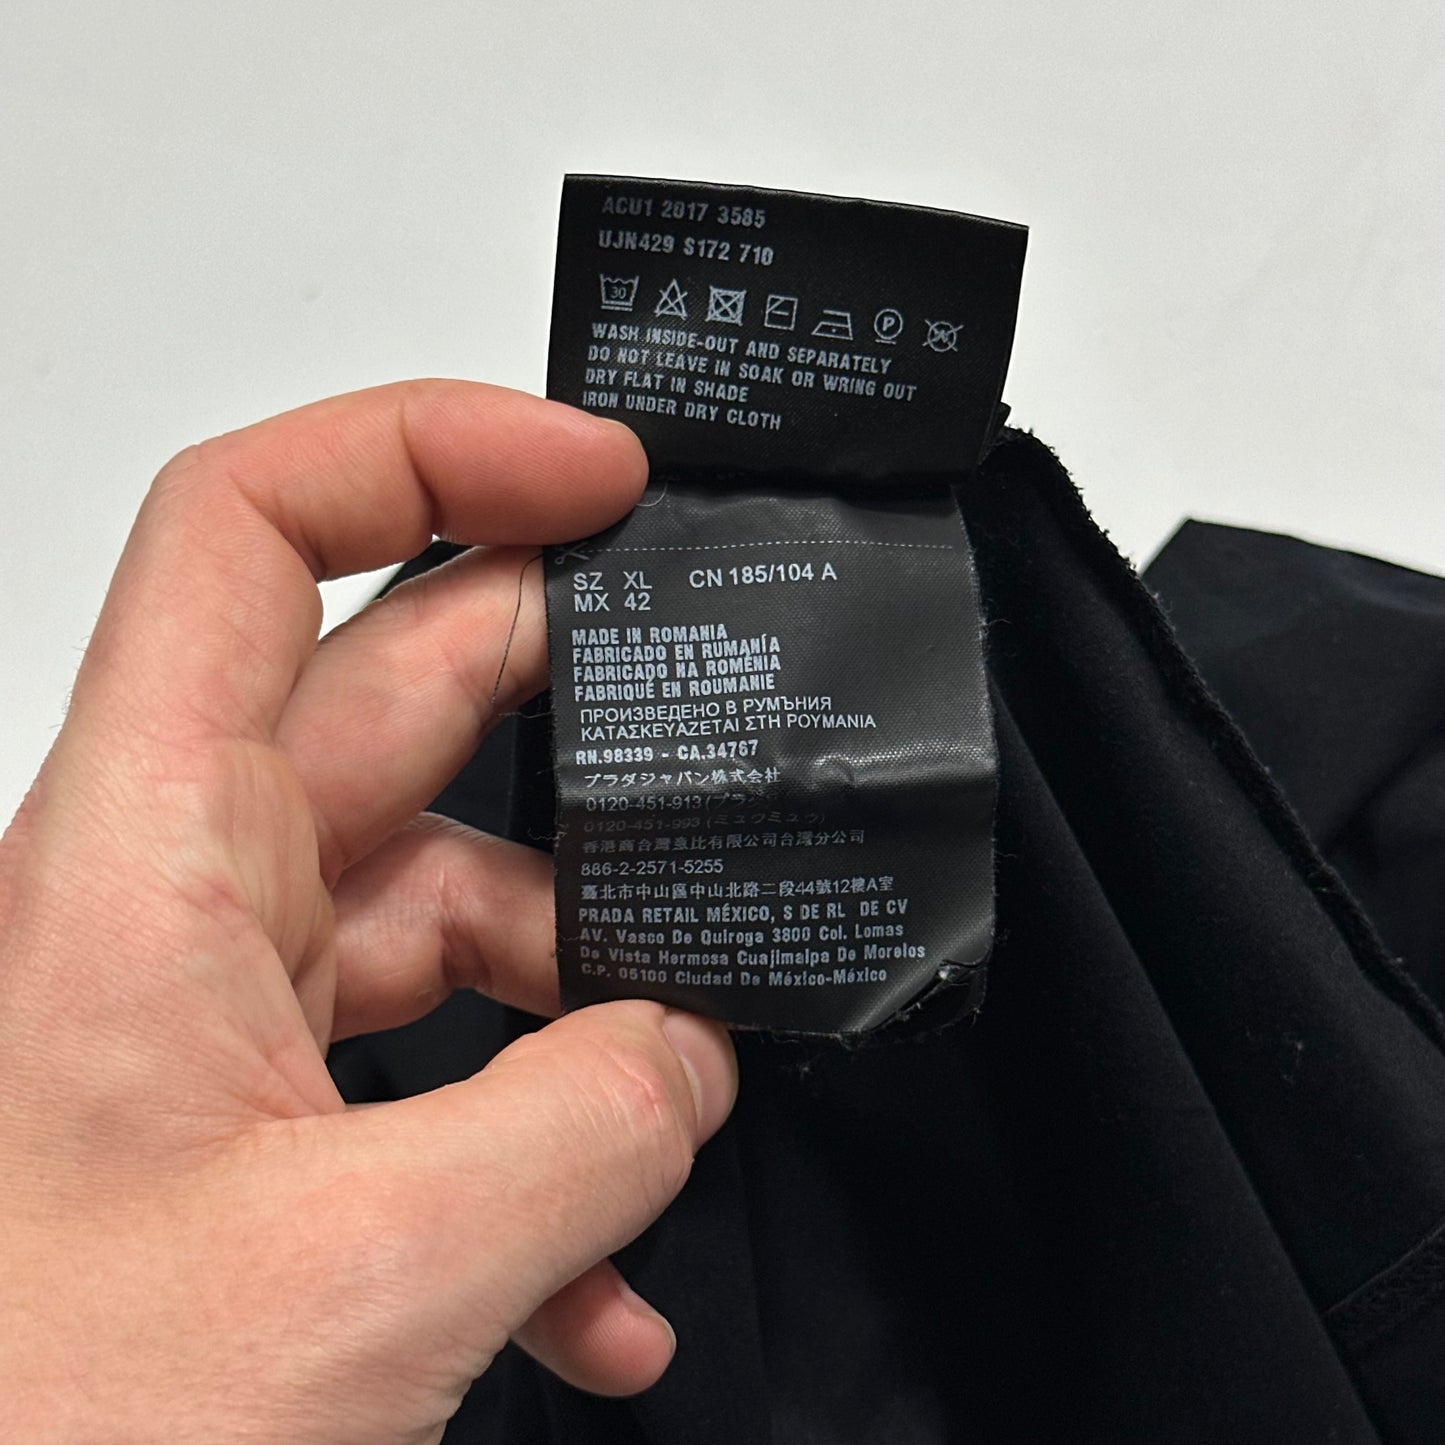 ACU1 2017 3585
UJN429 S172 710
30 P
WASH INSIDE-OUT AND SEPARATELY
DO NOT LEAVE IN SOAK OR WRING OUT
DRY FLAT IN SHADE
IRON UNDER DRY CLOTH
SZ XL CN 185/104 A
MX 42
MADE IN ROMANIA
FABRICADO EN RUMANÍA
FABRICADO NA ROMÉNIA
FABRIQUÉ EN ROUMANIE
ПРОИЗВЕДЕНО В РУМЪНИЯ
ΚΑΤΑΣΚΕΥΑΖΕΤΑΙ ΣΤΗ ΡΟΥΜΑΝΙΑ
RN.98339 - CA.34767
プラダジャパン株式会社
0120-451-913 (プラダ
0120-451-993 (ミュウミュウ)
香港商台灣惠比有限公司台灣分公司
886-2-2571-5255
臺北市中山區中山北路二段44號12樓A室
PRADA RETAIL MÉXICO, S DE RL DE CV
AV. Vasco De Quiroga 3800 Col. Lomas
De Vista Hermosa Cuajimalpa De Morelos
C.P. 05100 Ciudad De México-México